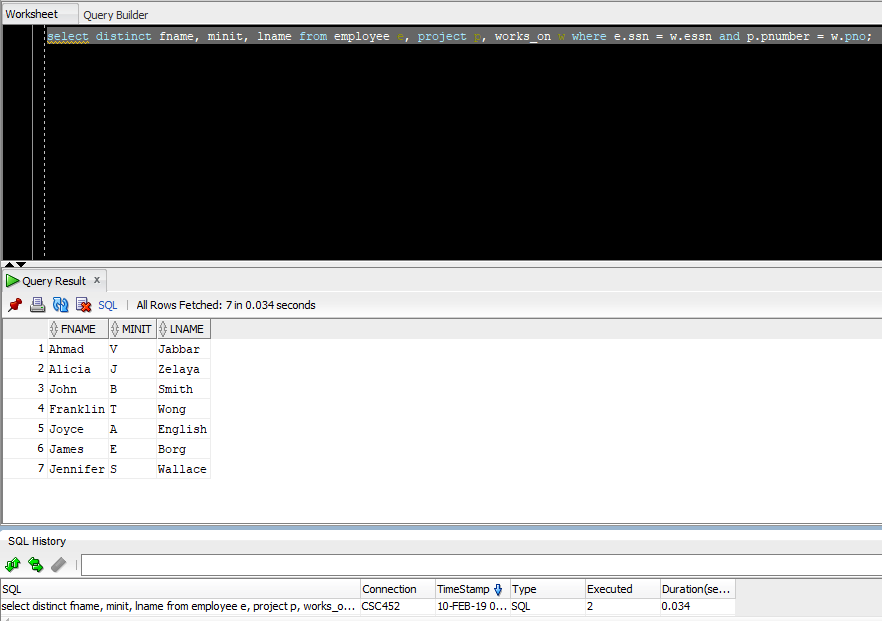 Worksheet Query Builder
select distinct fname, minit, lname from employee e, project p, works_on w where e.ssn = w.essn and p.pnumber = w.pno;
Query Result x
SQL | All Rows Fetched: 7 in 0.034 seconds
FNAME MINIT LNAME
1 Ahmad V Jabbar
2 Alicia J Zelaya
3 John B Smith
4 Franklin T Wong
5 Joyce A English
6 James E Borg
7 Jennifer S Wallace
SQL History
SQL Connection TimeStamp Type Executed Duration(se...
select distinct fname, minit, lname from employee e, project p, works_o... CSC452 10-FEB-19 0... SQL 2 0.034